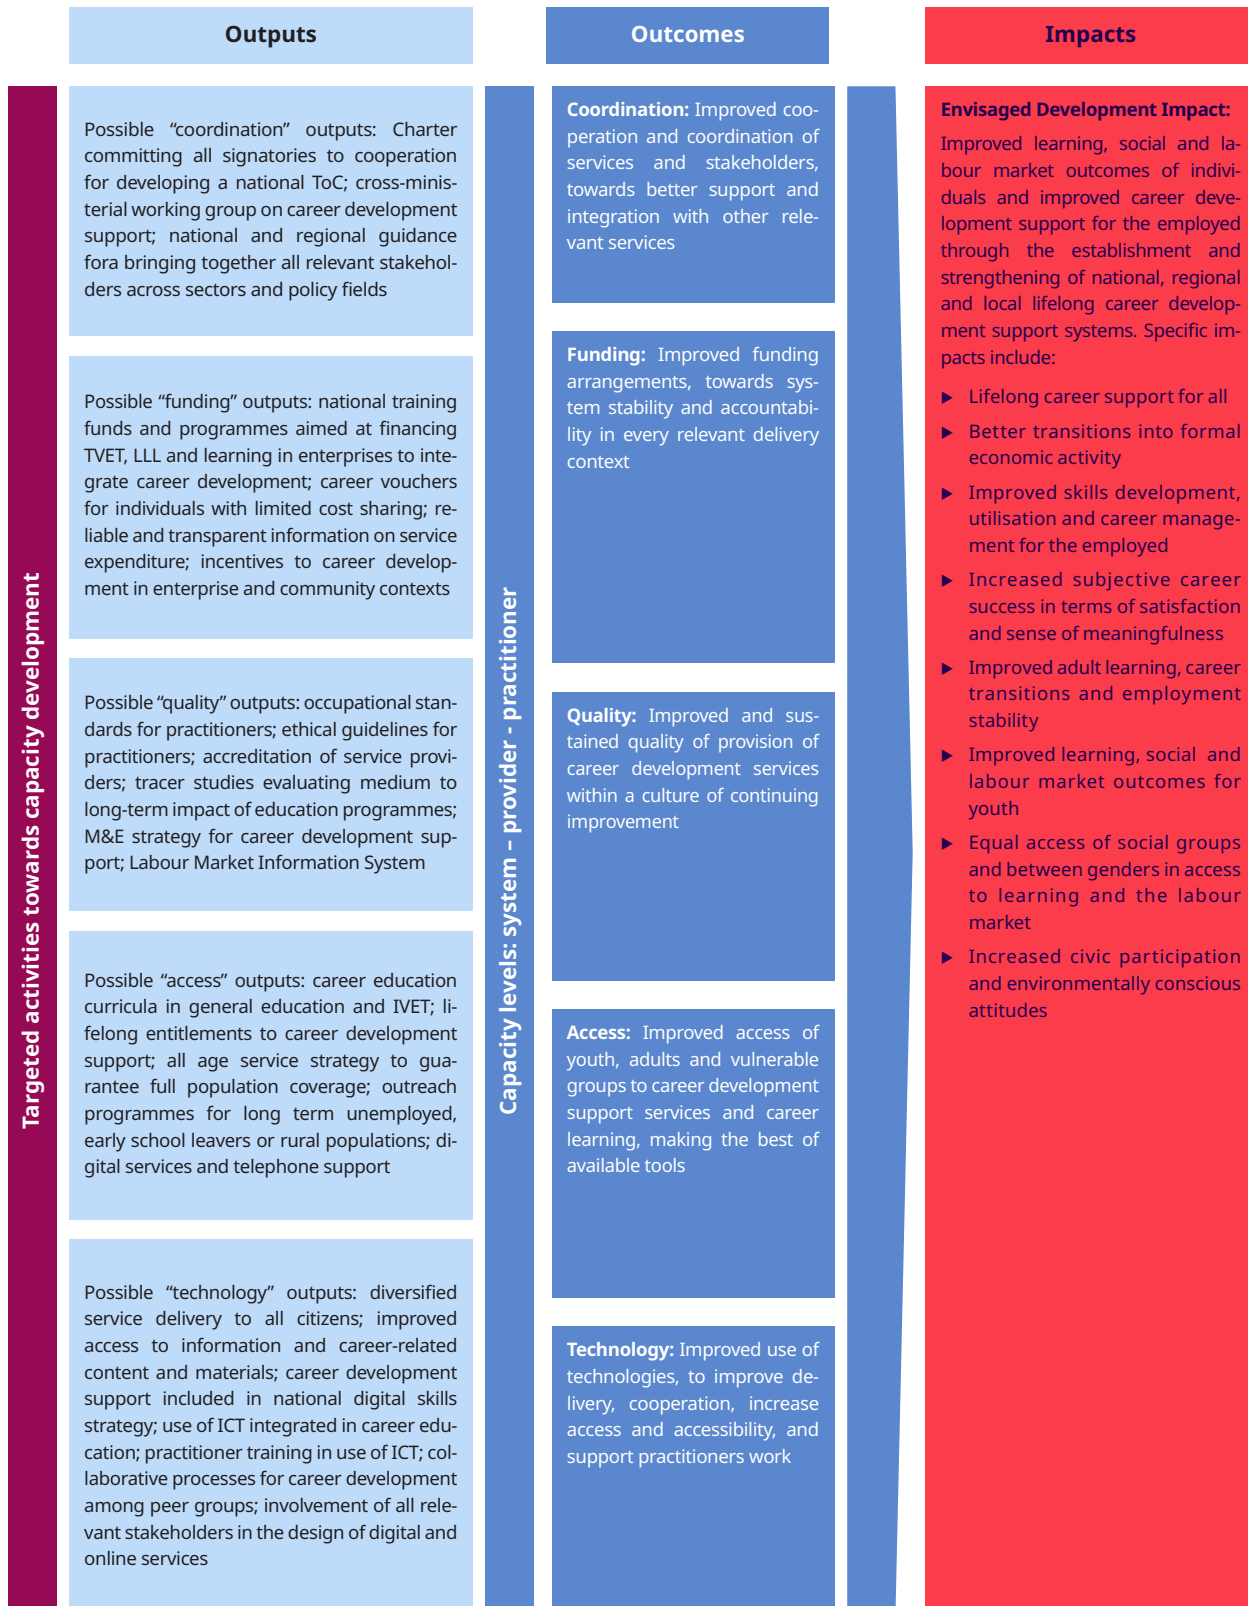 Outputs
Outcomes
Impacts
Targeted activities towards capacity development
Possible “coordination” outputs: Charter
committing all signatories to cooperation
for developing a national ToC; cross-minis-
terial working group on career development
support; national and regional guidance
fora bringing together all relevant stakehol-
ders across sectors and policy fields
Possible “funding” outputs: national training
funds and programmes aimed at financing
TVET, LLL and learning in enterprises to inte-
grate career development; career vouchers
for individuals with limited cost sharing; re-
liable and transparent information on service
expenditure; incentives to career develop-
ment in enterprise and community contexts
Possible “quality” outputs: occupational stan-
dards for practitioners; ethical guidelines for
practitioners; accreditation of service provi-
ders; tracer studies evaluating medium to
long-term impact of education programmes;
M&E strategy for career development sup-
port; Labour Market Information System
Possible “access” outputs: career education
curricula in general education and IVET; li-
felong entitlements to career development
support; all age service strategy to gua-
rantee full population coverage; outreach
programmes for long term unemployed,
early school leavers or rural populations; di-
gital services and telephone support
Possible “technology” outputs: diversified
service delivery to all citizens; improved
access to information and career-related
content and materials; career development
support included in national digital skills
strategy; use of ICT integrated in career edu-
cation; practitioner training in use of ICT; col-
laborative processes for career development
among peer groups; involvement of all rele-
vant stakeholders in the design of digital and
online services
Capacity levels: system – provider - practitioner
Coordination: Improved coo-
peration and coordination of
services and stakeholders,
towards better support and
integration with other rele-
vant services
Funding: Improved funding
arrangements, towards sys-
tem stability and accountabi-
lity in every relevant delivery
context
Quality: Improved and sus-
tained quality of provision of
career development services
within a culture of continuing
improvement
Access: Improved access of
youth, adults and vulnerable
groups to career development
support services and career
learning, making the best of
available tools
Technology: Improved use of
technologies, to improve de-
livery, cooperation, increase
access and accessibility, and
support practitioners work
Envisaged Development Impact:
Improved learning, social and la-
bour market outcomes of indivi-
duals and improved career deve-
lopment support for the employed
through the establishment and
strengthening of national, regional
and local lifelong career develop-
ment support systems. Specific im-
pacts include:
▶ Lifelong career support for all
▶ Better transitions into formal
economic activity
▶ Improved skills development,
utilisation and career manage-
ment for the employed
▶ Increased subjective career
success in terms of satisfaction
and sense of meaningfulness
▶ Improved adult learning, career
transitions and employment
stability
▶ Improved learning, social and
labour market outcomes for
youth
▶ Equal access of social groups
and between genders in access
to learning and the labour
market
▶ Increased civic participation
and environmentally conscious
attitudes